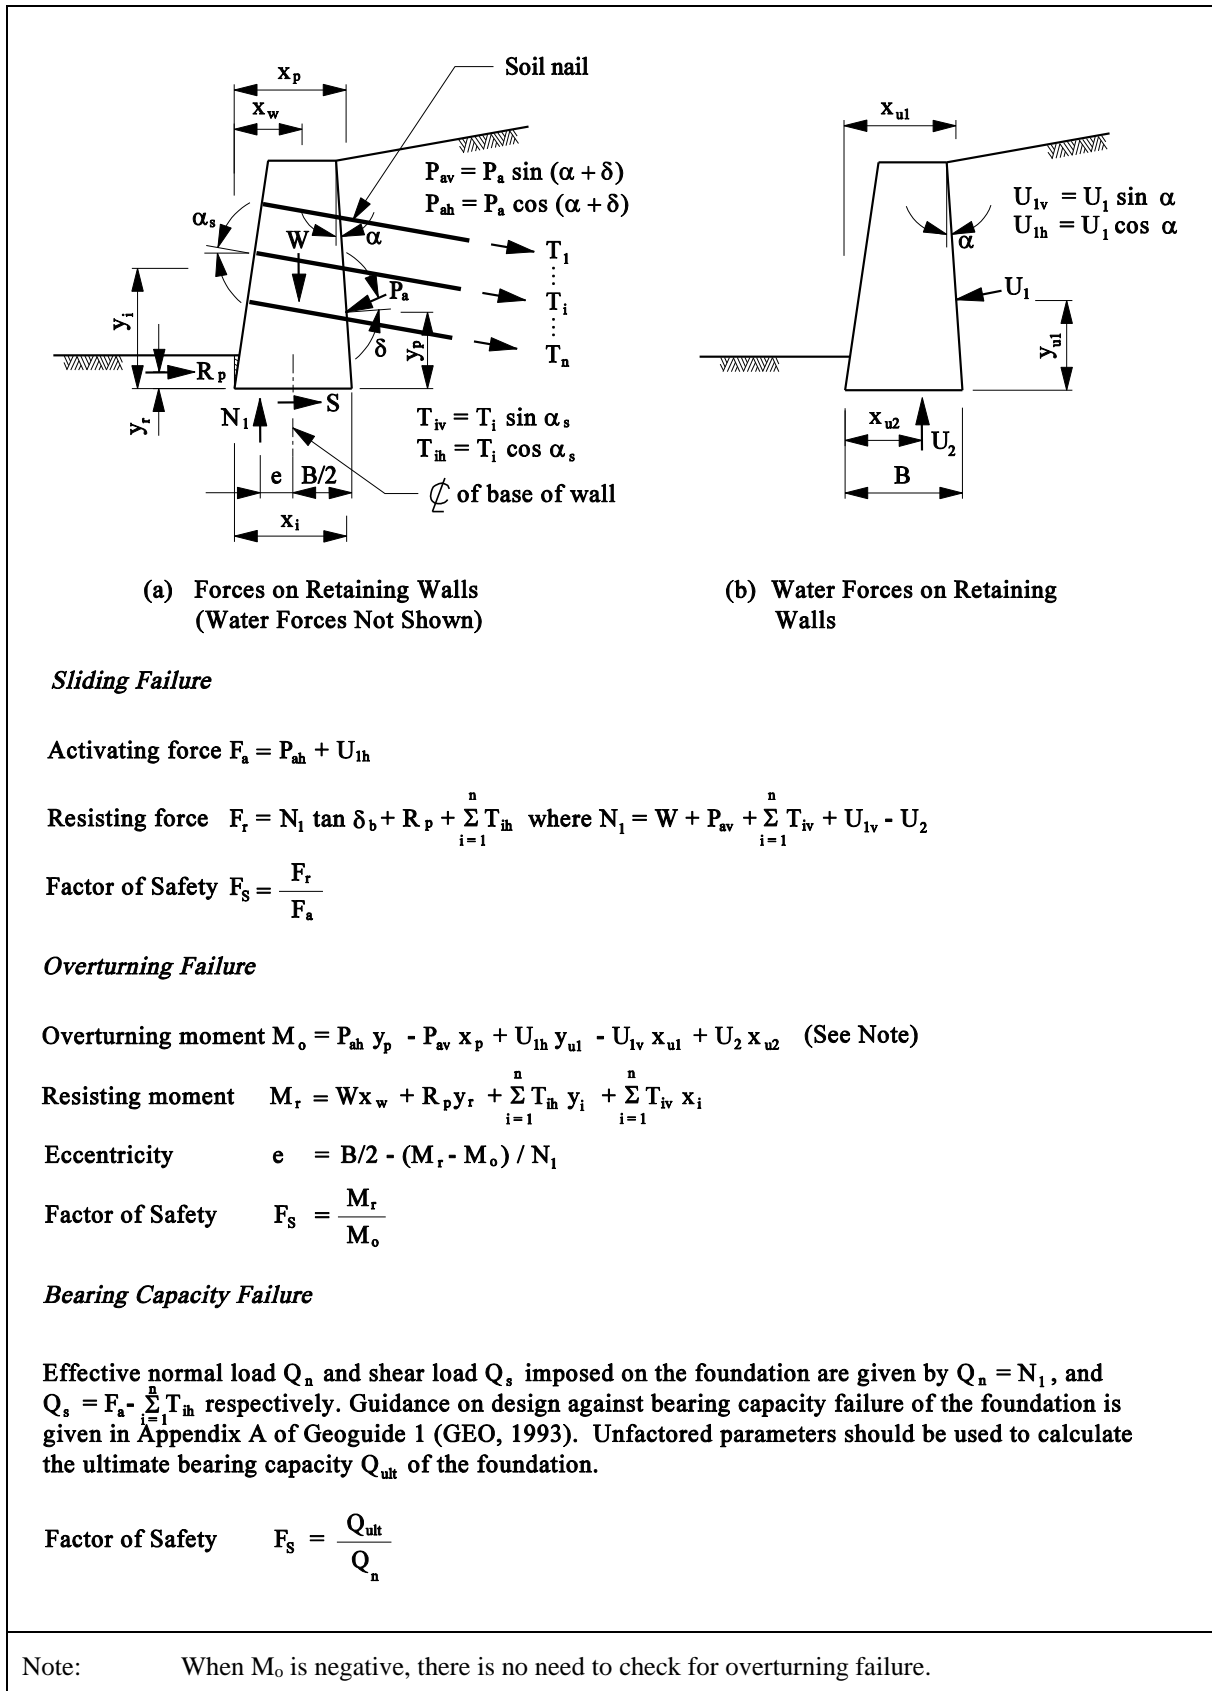 Soil nail
x_p
x_w
P_av = P_a sin (α + δ)
P_ah = P_a cos (α + δ)
α_s
W
α
T_1
P_a
T_i
y_i
δ
y_p
T_n
R_p
y_r
N_1
S
T_iv = T_i sin α_s
T_ih = T_i cos α_s
e
B/2
₵ of base of wall
x_i
x_u1
U_1v = U_1 sin α
U_1h = U_1 cos α
α
U_1
y_u1
x_u2
U_2
B
(a) Forces on Retaining Walls
(Water Forces Not Shown)
(b) Water Forces on Retaining
Walls
Sliding Failure
Activating force F_a = P_ah + U_1h
Resisting force F_r = N_1 tan δ_b + R_p + Σ_{i = 1}^{n} T_ih where N_1 = W + P_av + Σ_{i = 1}^{n} T_iv + U_1v - U_2
Factor of Safety F_S = F_r / F_a
Overturning Failure
Overturning moment M_o = P_ah y_p - P_av x_p + U_1h y_u1 - U_1v x_u1 + U_2 x_u2 (See Note)
Resisting moment M_r = Wx_w + R_p y_r + Σ_{i = 1}^{n} T_ih y_i + Σ_{i = 1}^{n} T_iv x_i
Eccentricity e = B/2 - (M_r - M_o) / N_1
Factor of Safety F_S = M_r / M_o
Bearing Capacity Failure
Effective normal load Q_n and shear load Q_s imposed on the foundation are given by Q_n = N_1, and
Q_s = F_a - Σ_{i = 1}^{n} T_ih respectively. Guidance on design against bearing capacity failure of the foundation is
given in Appendix A of Geoguide 1 (GEO, 1993). Unfactored parameters should be used to calculate
the ultimate bearing capacity Q_ult of the foundation.
Factor of Safety F_S = Q_ult / Q_n
Note: When M_o is negative, there is no need to check for overturning failure.